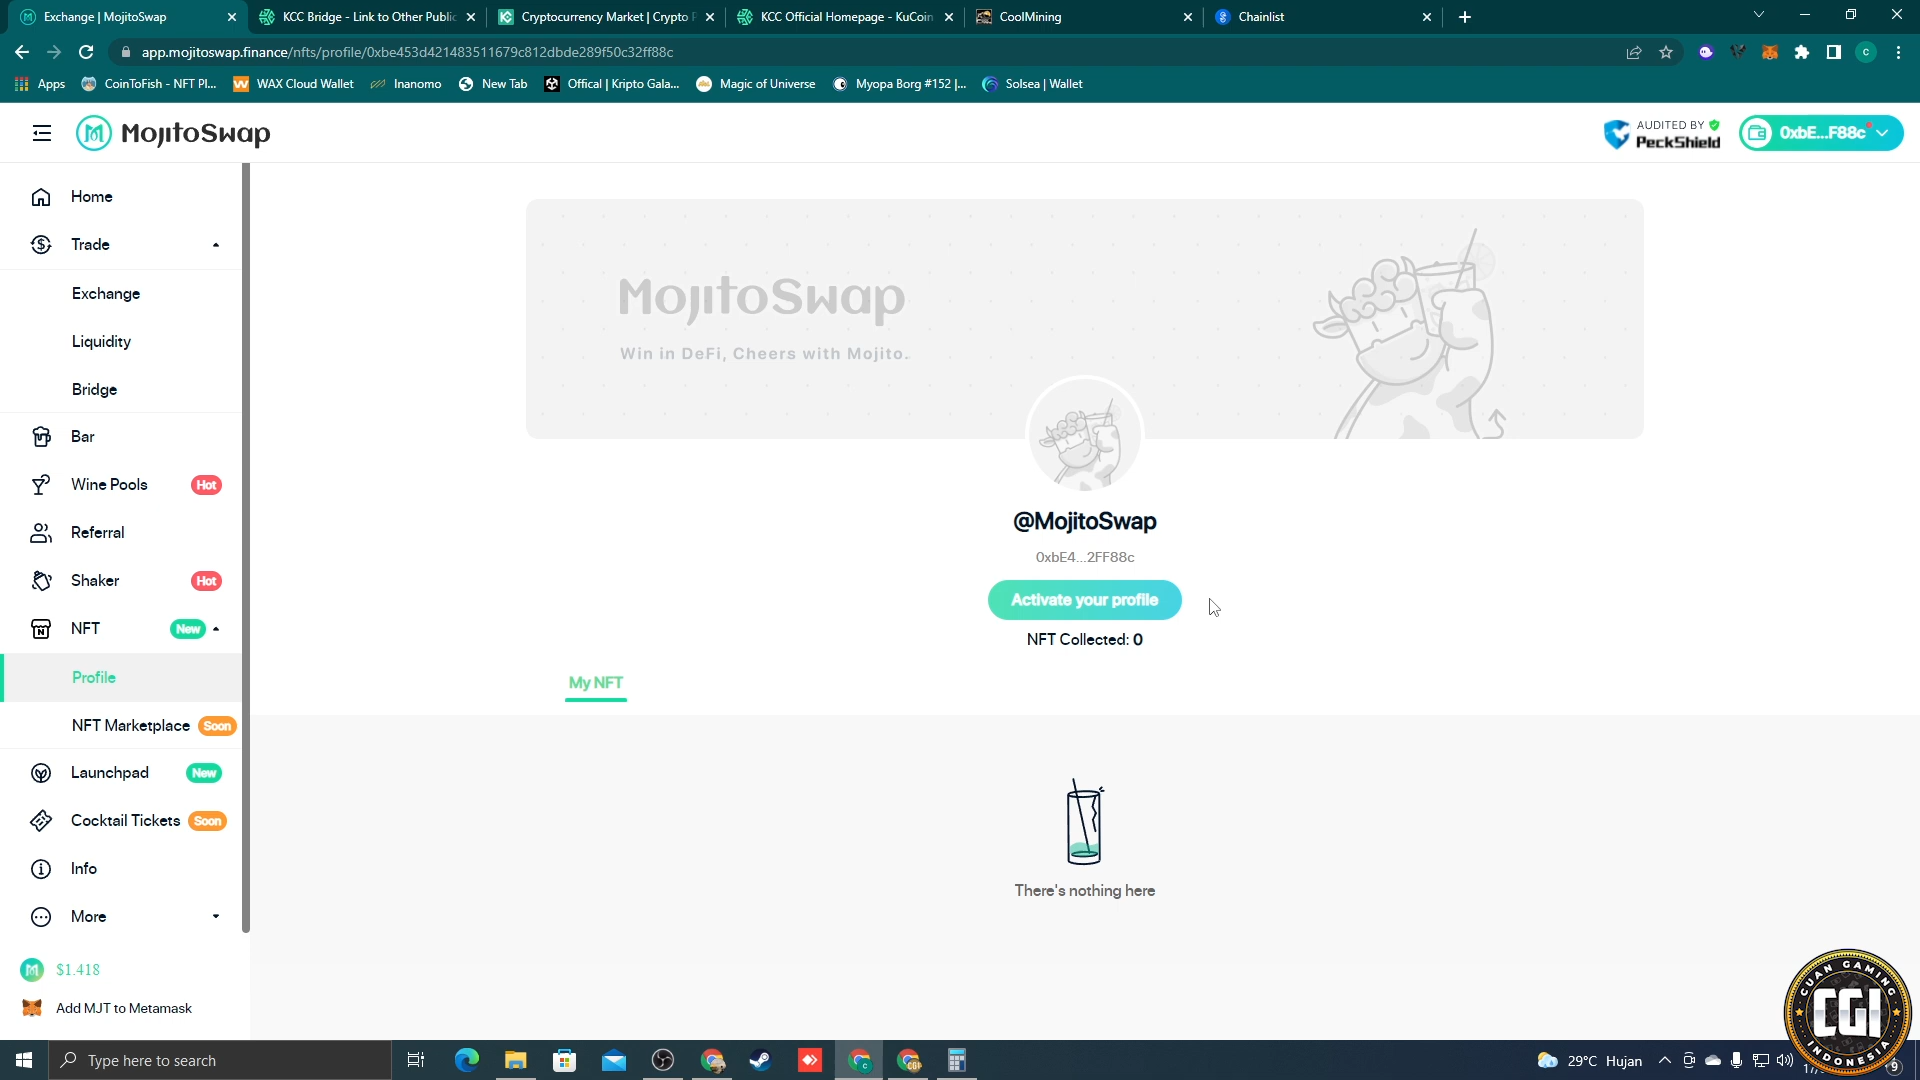 Exchange | MojitoSwap
KCC Bridge - Link to Other Public
Cryptocurrency Market | Crypto P
KCC Official Homepage - KuCoin
CoolMining
Chainlist
app.mojitoswap.finance/nfts/profile/0xbe453d421483511679c812dbde289f50c32ff88c
C
Apps
CoinToFish - NFT Pl...
WAX Cloud Wallet
Inanomo
New Tab
Offical | Kripto Gala...
Magic of Universe
Myopa Borg #152 |...
Solsea | Wallet
MojitoSwap
AUDITED BY
PeckShield
0xbE...F88c
Home
Trade
Exchange
Liquidity
Bridge
Bar
Wine Pools Hot
Referral
Shaker Hot
NFT New
Profile
NFT Marketplace Soon
Launchpad New
Cocktail Tickets Soon
Info
More
$1.418
Add MJT to Metamask
MojitoSwap
Win in DeFi, Cheers with Mojito.
@MojitoSwap
0xbE4...2FF88c
Activate your profile
NFT Collected: 0
My NFT
There's nothing here
CUAN GAMING
CGI
INDONESIA
Type here to search
29°C Hujan
9